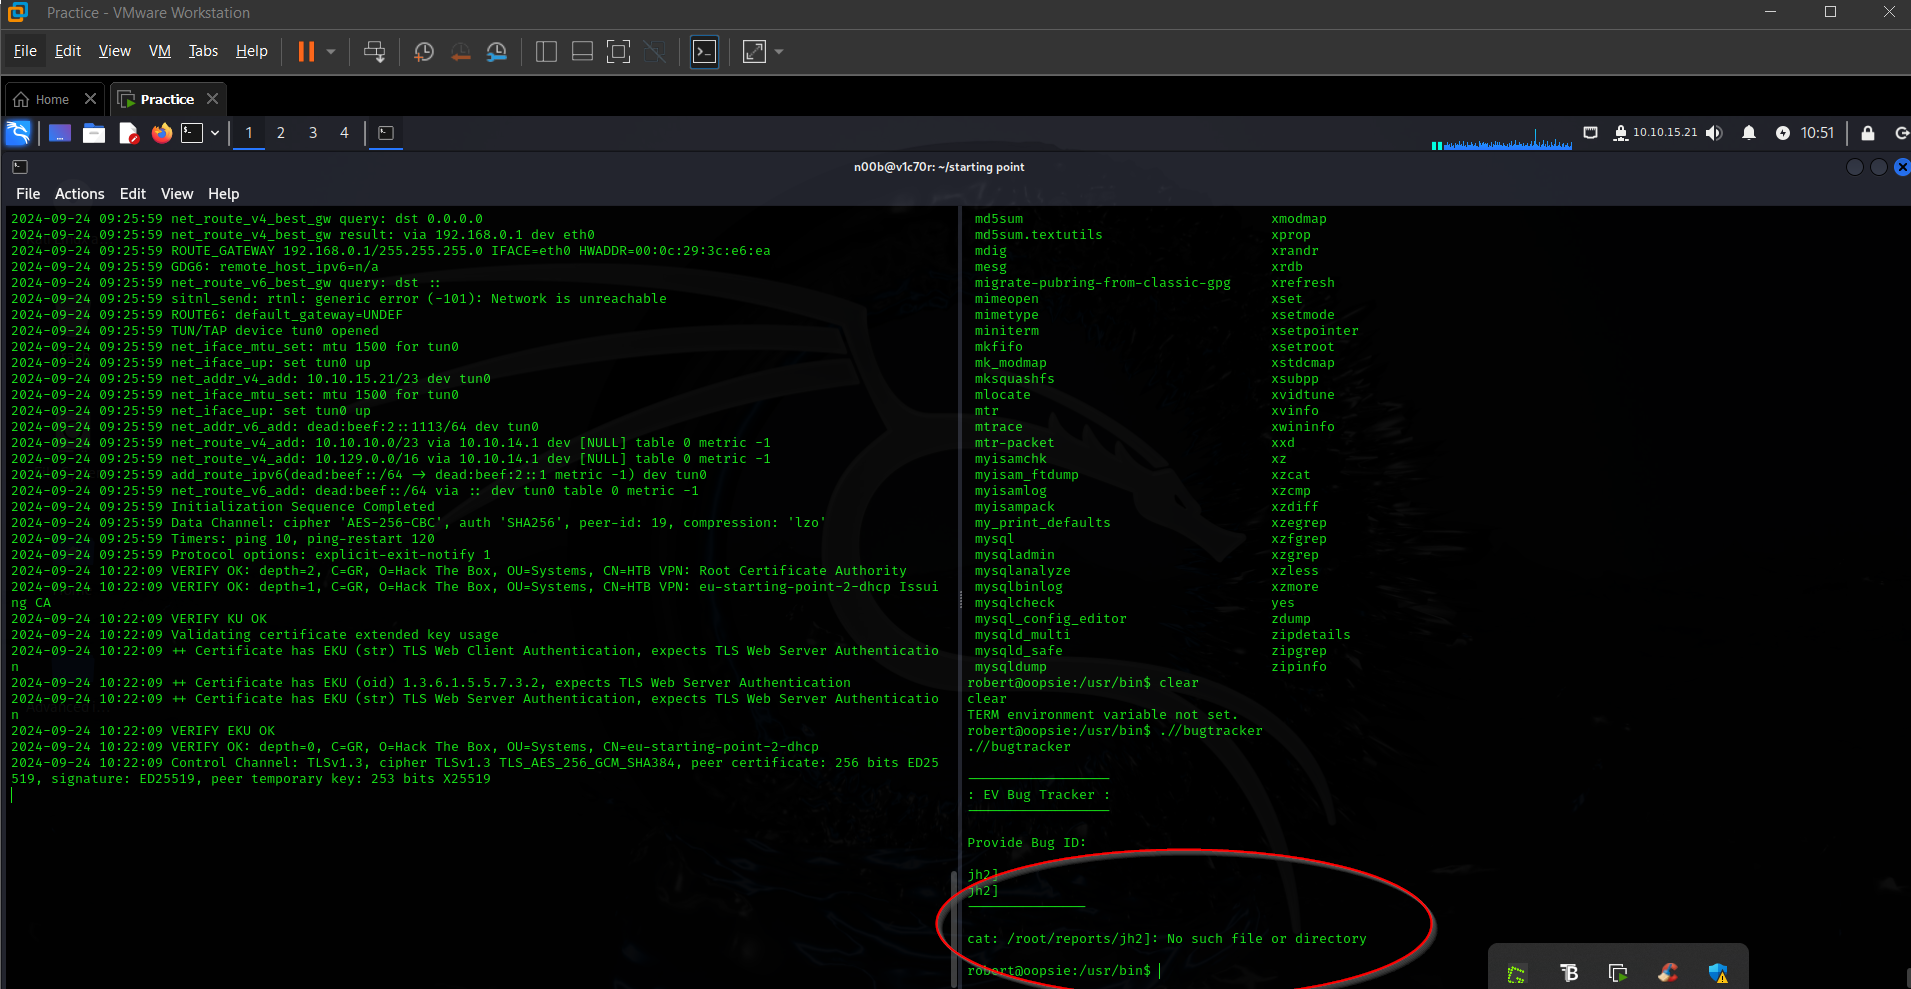 Practice - VMware Workstation
File Edit View VM Tabs Help
Home Practice
1 2 3 4 10.10.15.21 10:51
n00b@v1c70r: ~/starting point
File Actions Edit View Help
2024-09-24 09:25:59 net_route_v4_best_gw query: dst 0.0.0.0
2024-09-24 09:25:59 net_route_v4_best_gw result: via 192.168.0.1 dev eth0
2024-09-24 09:25:59 ROUTE_GATEWAY 192.168.0.1/255.255.255.0 IFACE=eth0 HWADDR=00:0c:29:3c:e6:ea
2024-09-24 09:25:59 GDG6: remote_host_ipv6=n/a
2024-09-24 09:25:59 net_route_v6_best_gw query: dst ::
2024-09-24 09:25:59 sitnl_send: rtnl: generic error (-101): Network is unreachable
2024-09-24 09:25:59 ROUTE6: default_gateway=UNDEF
2024-09-24 09:25:59 TUN/TAP device tun0 opened
2024-09-24 09:25:59 net_iface_mtu_set: mtu 1500 for tun0
2024-09-24 09:25:59 net_iface_up: set tun0 up
2024-09-24 09:25:59 net_addr_v4_add: 10.10.15.21/23 dev tun0
2024-09-24 09:25:59 net_iface_mtu_set: mtu 1500 for tun0
2024-09-24 09:25:59 net_iface_up: set tun0 up
2024-09-24 09:25:59 net_addr_v6_add: dead:beef:2::1113/64 dev tun0
2024-09-24 09:25:59 net_route_v4_add: 10.10.10.0/23 via 10.10.14.1 dev [NULL] table 0 metric -1
2024-09-24 09:25:59 net_route_v4_add: 10.129.0.0/16 via 10.10.14.1 dev [NULL] table 0 metric -1
2024-09-24 09:25:59 add_route_ipv6(dead:beef::/64 -> dead:beef:2::1 metric -1) dev tun0
2024-09-24 09:25:59 net_route_v6_add: dead:beef::/64 via :: dev tun0 table 0 metric -1
2024-09-24 09:25:59 Initialization Sequence Completed
2024-09-24 09:25:59 Data Channel: cipher 'AES-256-CBC', auth 'SHA256', peer-id: 19, compression: 'lzo'
2024-09-24 09:25:59 Timers: ping 10, ping-restart 120
2024-09-24 09:25:59 Protocol options: explicit-exit-notify 1
2024-09-24 10:22:09 VERIFY OK: depth=2, C=GR, O=Hack The Box, OU=Systems, CN=HTB VPN: Root Certificate Authority
2024-09-24 10:22:09 VERIFY OK: depth=1, C=GR, O=Hack The Box, OU=Systems, CN=HTB VPN: eu-starting-point-2-dhcp Issui
ng CA
2024-09-24 10:22:09 VERIFY KU OK
2024-09-24 10:22:09 Validating certificate extended key usage
2024-09-24 10:22:09 ++ Certificate has EKU (str) TLS Web Client Authentication, expects TLS Web Server Authenticatio
n
2024-09-24 10:22:09 ++ Certificate has EKU (oid) 1.3.6.1.5.5.7.3.2, expects TLS Web Server Authentication
2024-09-24 10:22:09 ++ Certificate has EKU (str) TLS Web Server Authentication, expects TLS Web Server Authenticatio
n
2024-09-24 10:22:09 VERIFY EKU OK
2024-09-24 10:22:09 VERIFY OK: depth=0, C=GR, O=Hack The Box, OU=Systems, CN=eu-starting-point-2-dhcp
2024-09-24 10:22:09 Control Channel: TLSv1.3, cipher TLSv1.3 TLS_AES_256_GCM_SHA384, peer certificate: 256 bits ED25
519, signature: ED25519, peer temporary key: 253 bits X25519
md5sum xmodmap
md5sum.textutils xprop
mdig xrandr
mesg xrdb
migrate-pubring-from-classic-gpg xrefresh
mimeopen xset
mimetype xsetmode
miniterm xsetpointer
mkfifo xsetroot
mk_modmap xstdcmap
mksquashfs xsubpp
mlocate xvidtune
mtr xvinfo
mtrace xwininfo
mtr-packet xxd
myisamchk xz
myisam_ftdump xzcat
myisamlog xzcmp
myisampack xzdiff
my_print_defaults xzegrep
mysql xzfgrep
mysqladmin xzgrep
mysqlanalyze xzless
mysqlbinlog xzmore
mysqlcheck yes
mysql_config_editor zdump
mysqld_multi zipdetails
mysqld_safe zipgrep
mysqldump zipinfo
robert@oopsie:/usr/bin$ clear
clear
TERM environment variable not set.
robert@oopsie:/usr/bin$ .//bugtracker
.//bugtracker
: EV Bug Tracker :
Provide Bug ID:
jh2]
jh2]
cat: /root/reports/jh2]: No such file or directory
robert@oopsie:/usr/bin$